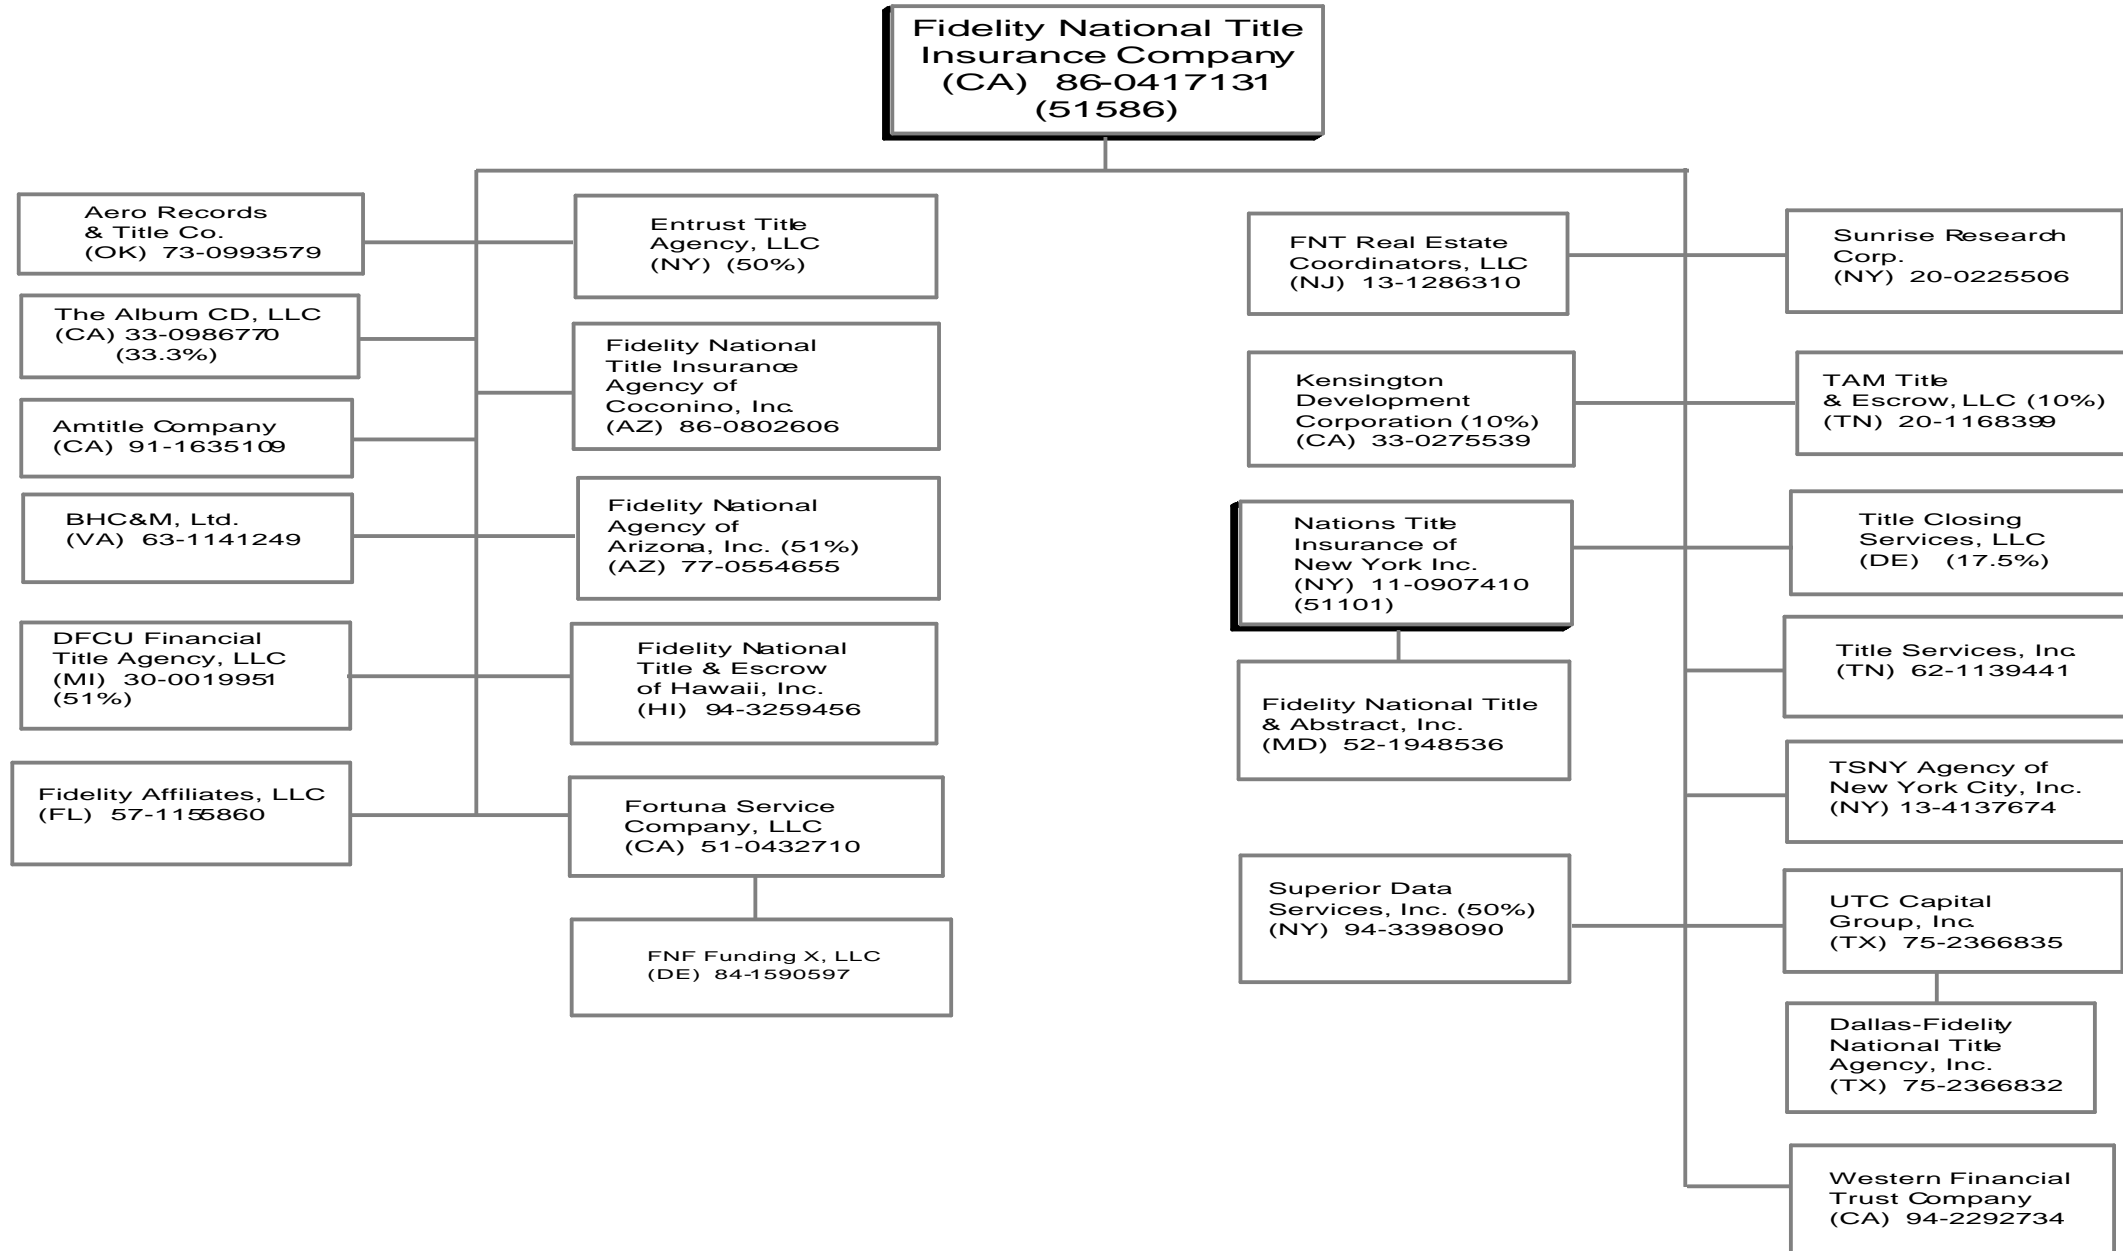 Fidelity National Title
Insurance Company
(CA) 86-0417131
(51586)
Aero Records
& Title Co.
(OK) 73-0993579
The Album CD, LLC
(CA) 33-0986770
(33.3%)
Amtitle Company
(CA) 91-1635109
BHC&M, Ltd.
(VA) 63-1141249
DFCU Financial
Title Agency, LLC
(MI) 30-0019951
(51%)
Fidelity Affiliates, LLC
(FL) 57-1155860
Entrust Title
Agency, LLC
(NY) (50%)
Fidelity National
Title Insurance
Agency of
Coconino, Inc.
(AZ) 86-0802606
Fidelity National
Agency of
Arizona, Inc. (51%)
(AZ) 77-0554655
Fidelity National
Title & Escrow
of Hawaii, Inc.
(HI) 94-3259456
Fortuna Service
Company, LLC
(CA) 51-0432710
FNF Funding X, LLC
(DE) 84-1590597
FNT Real Estate
Coordinators, LLC
(NJ) 13-1286310
Kensington
Development
Corporation (10%)
(CA) 33-0275539
Nations Title
Insurance of
New York Inc.
(NY) 11-0907410
(51101)
Fidelity National Title
& Abstract, Inc.
(MD) 52-1948536
Superior Data
Services, Inc. (50%)
(NY) 94-3398090
Sunrise Research
Corp.
(NY) 20-0225506
TAM Title
& Escrow, LLC (10%)
(TN) 20-1168399
Title Closing
Services, LLC
(DE) (17.5%)
Title Services, Inc.
(TN) 62-1139441
TSNY Agency of
New York City, Inc.
(NY) 13-4137674
UTC Capital
Group, Inc.
(TX) 75-2366835
Dallas-Fidelity
National Title
Agency, Inc.
(TX) 75-2366832
Western Financial
Trust Company
(CA) 94-2292734